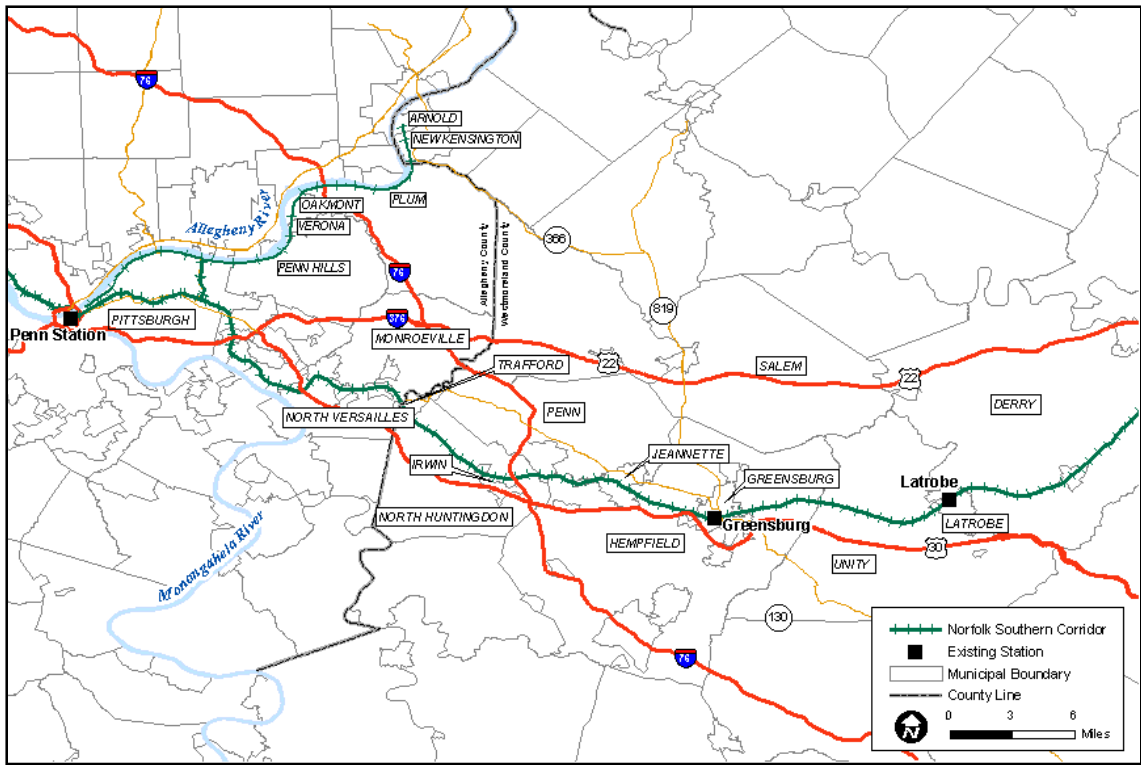 76
ARNOLD
NEW KENSINGTON
OAKMONT
PLUM
Allegheny River
VERONA
366
PENN HILLS
76
Allegheny County
Westmoreland County
819
PITTSBURGH
Penn Station
376
MONROEVILLE
TRAFFORD
22
SALEM
22
NORTH VERSAILLES
PENN
DERRY
JEANNETTE
IRWIN
GREENSBURG
Latrobe
NORTH HUNTINGDON
Greensburg
LATROBE
HEMPFIELD
30
UNITY
Monongahela River
130
76
Norfolk Southern Corridor
Existing Station
Municipal Boundary
County Line
N
0 3 6
Miles